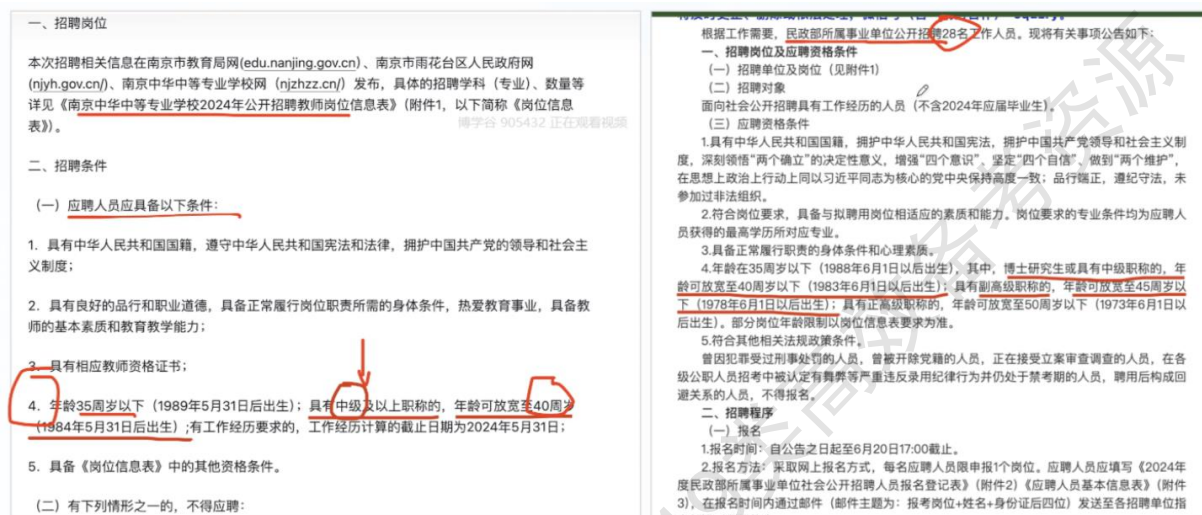 一、招聘岗位
本次招聘相关信息在南京市教育局网(edu.nanjing.gov.cn)、南京市雨花台区人民政府网
(njyh.gov.cn/)、南京中华中等专业学校网（njzhzz.cn/）发布，具体的招聘学科（专业）、数量等
详见《南京中华中等专业学校2024年公开招聘教师岗位信息表》（附件1，以下简称《岗位信息
表》）。
博学谷 905432 正在观看视频
二、招聘条件
（一）应聘人员应具备以下条件：
1．具有中华人民共和国国籍，遵守中华人民共和国宪法和法律，拥护中国共产党的领导和社会主
义制度；
2．具有良好的品行和职业道德，具备正常履行岗位职责所需的身体条件，热爱教育事业，具备教
师的基本素质和教育教学能力；
3．具有相应教师资格证书；
4．年龄35周岁以下（1989年5月31日后出生）；具有中级及以上职称的，年龄可放宽至40周岁
（1984年5月31日后出生）;有工作经历要求的，工作经历计算的截止日期为2024年5月31日；
5．具备《岗位信息表》中的其他资格条件。
（二）有下列情形之一的，不得应聘：
根据工作需要，民政部所属事业单位公开招聘28名工作人员。现将有关事项公告如下：
一、招聘岗位及应聘资格条件
（一）招聘单位及岗位（见附件1）
（二）招聘对象
面向社会公开招聘具有工作经历的人员（不含2024年应届毕业生）。
（三）应聘资格条件
1.具有中华人民共和国国籍，拥护中华人民共和国宪法，拥护中国共产党领导和社会主义制
度，深刻领悟“两个确立”的决定性意义，增强“四个意识”、坚定“四个自信”、做到“两个维护”，
在思想上政治上行动上同以习近平同志为核心的党中央保持高度一致；品行端正，遵纪守法，未
参加过非法组织。
2.符合岗位要求，具备与拟聘用岗位相适应的素质和能力。岗位要求的专业条件均为应聘人
员获得的最高学历所对应专业。
3.具备正常履行职责的身体条件和心理素质。
4.年龄在35周岁以下（1988年6月1日以后出生），其中，博士研究生或具有中级职称的，年
龄可放宽至40周岁以下（1983年6月1日以后出生）；具有副高级职称的，年龄可放宽至45周岁以
下（1978年6月1日以后出生）；具有正高级职称的，年龄可放宽至50周岁以下（1973年6月1日以
后出生）。部分岗位年龄限制以岗位信息表要求为准。
5.符合其他相关法规政策条件。
曾因犯罪受过刑事处罚的人员，曾被开除党籍的人员，正在接受立案审查调查的人员，在各
级公职人员招考中被认定有舞弊等严重违反录用纪律行为并仍处于禁考期的人员，聘用后构成回
避关系的人员，不得报名。
二、招聘程序
（一）报名
1.报名时间：自公告之日起至6月20日17:00截止。
2.报名方法：采取网上报名方式，每名应聘人员限申报1个岗位。应聘人员应填写《2024年
度民政部所属事业单位社会公开招聘人员报名登记表》（附件2）《应聘人员基本信息表》（附件
3），在报名时间内通过邮件（邮件主题为：报考岗位+姓名+身份证后四位）发送至各招聘单位指